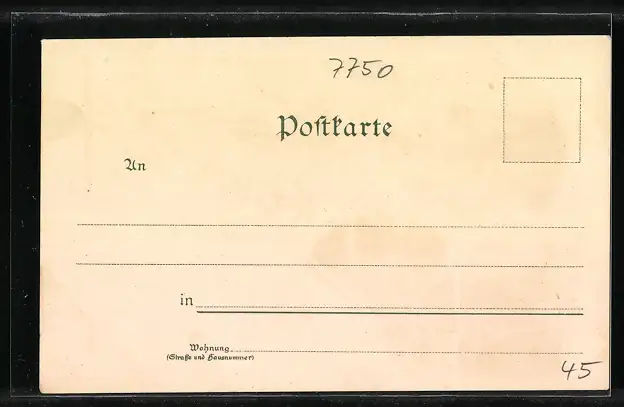 7750
Poſtkarte
An
in
Wohnung
(Straße und Hausnummer)
45